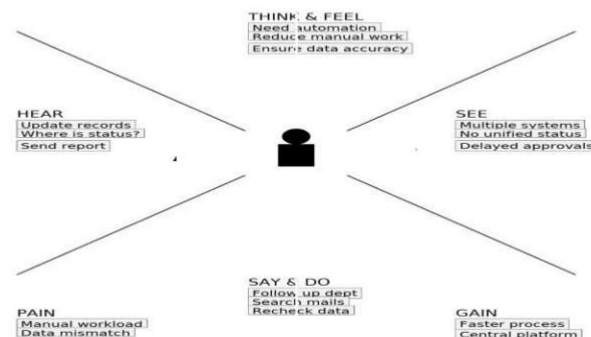 THINK & FEEL
Need automation
Reduce manual work
Ensure data accuracy
HEAR
Update records
Where is status?
Send report
SEE
Multiple systems
No unified status
Delayed approvals
SAY & DO
Follow up dept
Search mails
Recheck data
PAIN
Manual workload
Data mismatch
GAIN
Faster process
Central platform